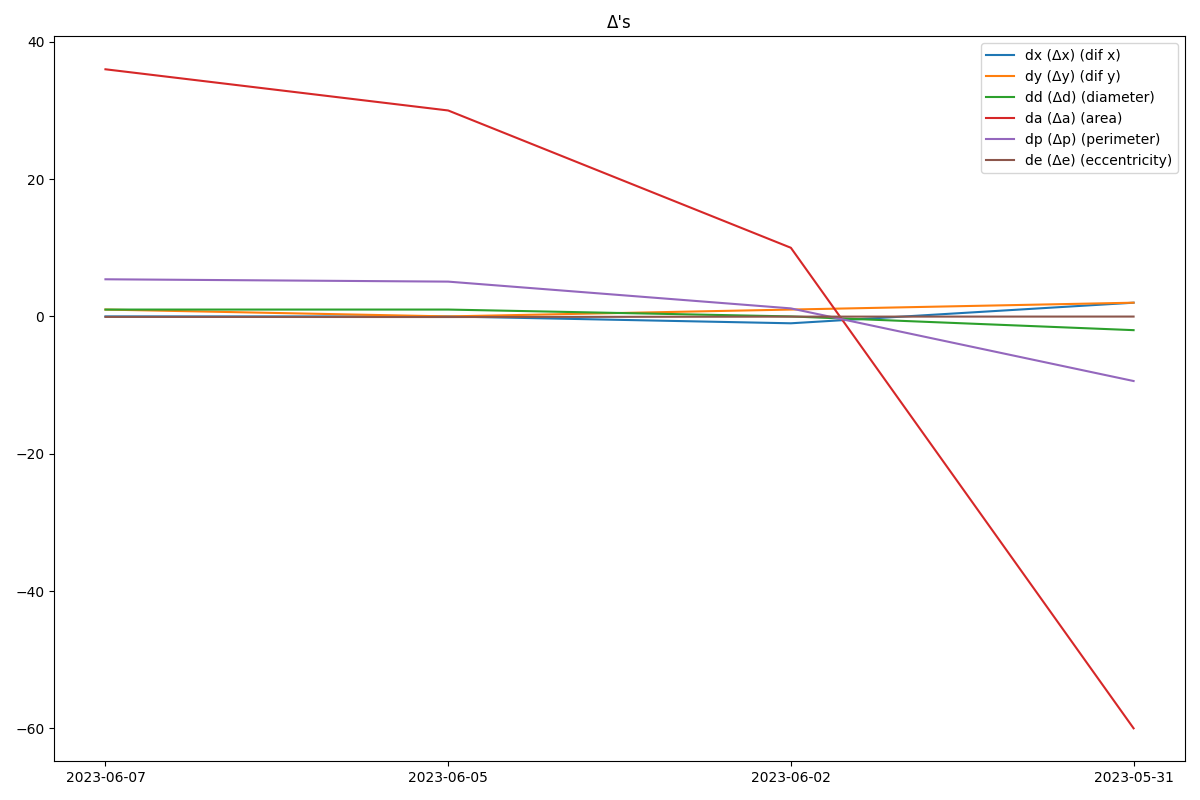 Δ's
dx (Δx) (dif x)
dy (Δy) (dif y)
dd (Δd) (diameter)
da (Δa) (area)
dp (Δp) (perimeter)
de (Δe) (eccentricity)
40
20
0
−20
−40
−60
2023-06-07 2023-06-05 2023-06-02 2023-05-31